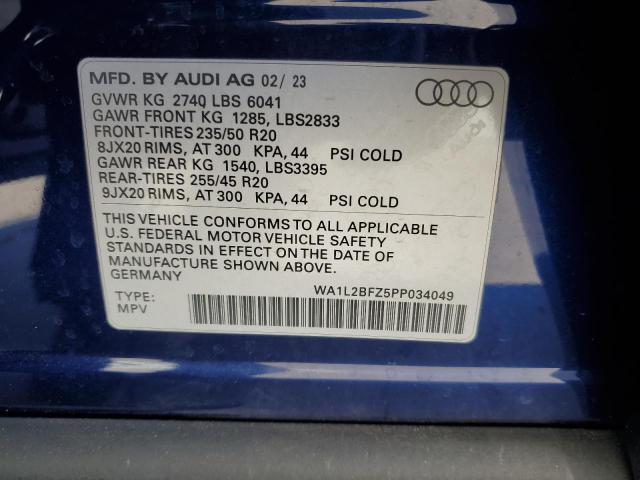 MFD. BY AUDI AG 02/ 23
GVWR KG 2740 LBS 6041
GAWR FRONT KG 1285, LBS2833
FRONT-TIRES 235/50 R20
8JX20 RIMS, AT 300 KPA, 44 PSI COLD
GAWR REAR KG 1540, LBS3395
REAR-TIRES 255/45 R20
9JX20 RIMS, AT 300 KPA, 44 PSI COLD
THIS VEHICLE CONFORMS TO ALL APPLICABLE
U.S. FEDERAL MOTOR VEHICLE SAFETY
STANDARDS IN EFFECT ON THE DATE OF
MANUFACTURE SHOWN ABOVE.
GERMANY
WA1L2BFZ5PP034049
TYPE:
MPV
Audi